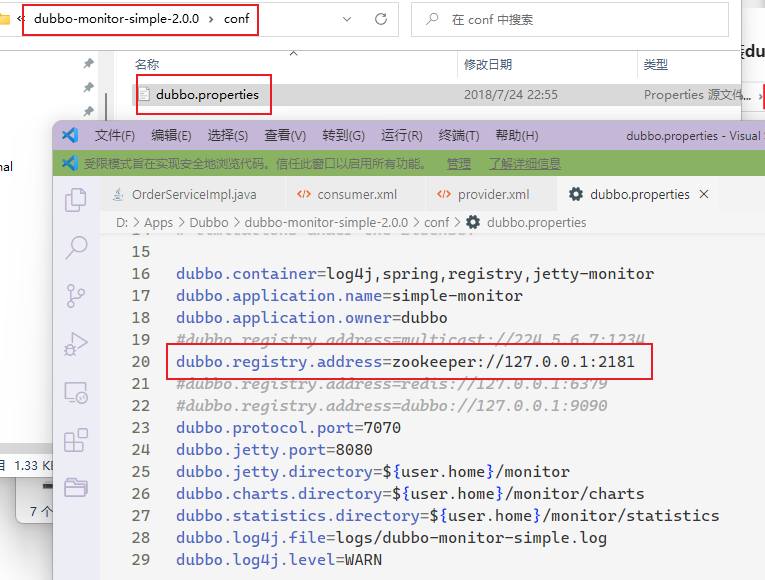 dubbo-monitor-simple-2.0.0 > conf
在 conf 中搜索
名称 修改日期 类型
dubbo.properties 2018/7/24 22:55 Properties 源文件...
文件(F) 编辑(E) 选择(S) 查看(V) 转到(G) 运行(R) 终端(T) 帮助(H) dubbo.properties - Visual
受限模式旨在实现安全地浏览代码。信任此窗口以启用所有功能。 管理 了解详细信息
OrderServiceImpl.java consumer.xml provider.xml dubbo.properties
D: > Apps > Dubbo > dubbo-monitor-simple-2.0.0 > conf > dubbo.properties
15
16 dubbo.container=log4j,spring,registry,jetty-monitor
17 dubbo.application.name=simple-monitor
18 dubbo.application.owner=dubbo
19 #dubbo.registry.address=multicast://224.5.6.7:1234
20 dubbo.registry.address=zookeeper://127.0.0.1:2181
21 #dubbo.registry.address=redis://127.0.0.1:6379
22 #dubbo.registry.address=dubbo://127.0.0.1:9090
23 dubbo.protocol.port=7070
24 dubbo.jetty.port=8080
25 dubbo.jetty.directory=${user.home}/monitor
26 dubbo.charts.directory=${user.home}/monitor/charts
27 dubbo.statistics.directory=${user.home}/monitor/statistics
28 dubbo.log4j.file=logs/dubbo-monitor-simple.log
29 dubbo.log4j.level=WARN
1.33 K
7 个